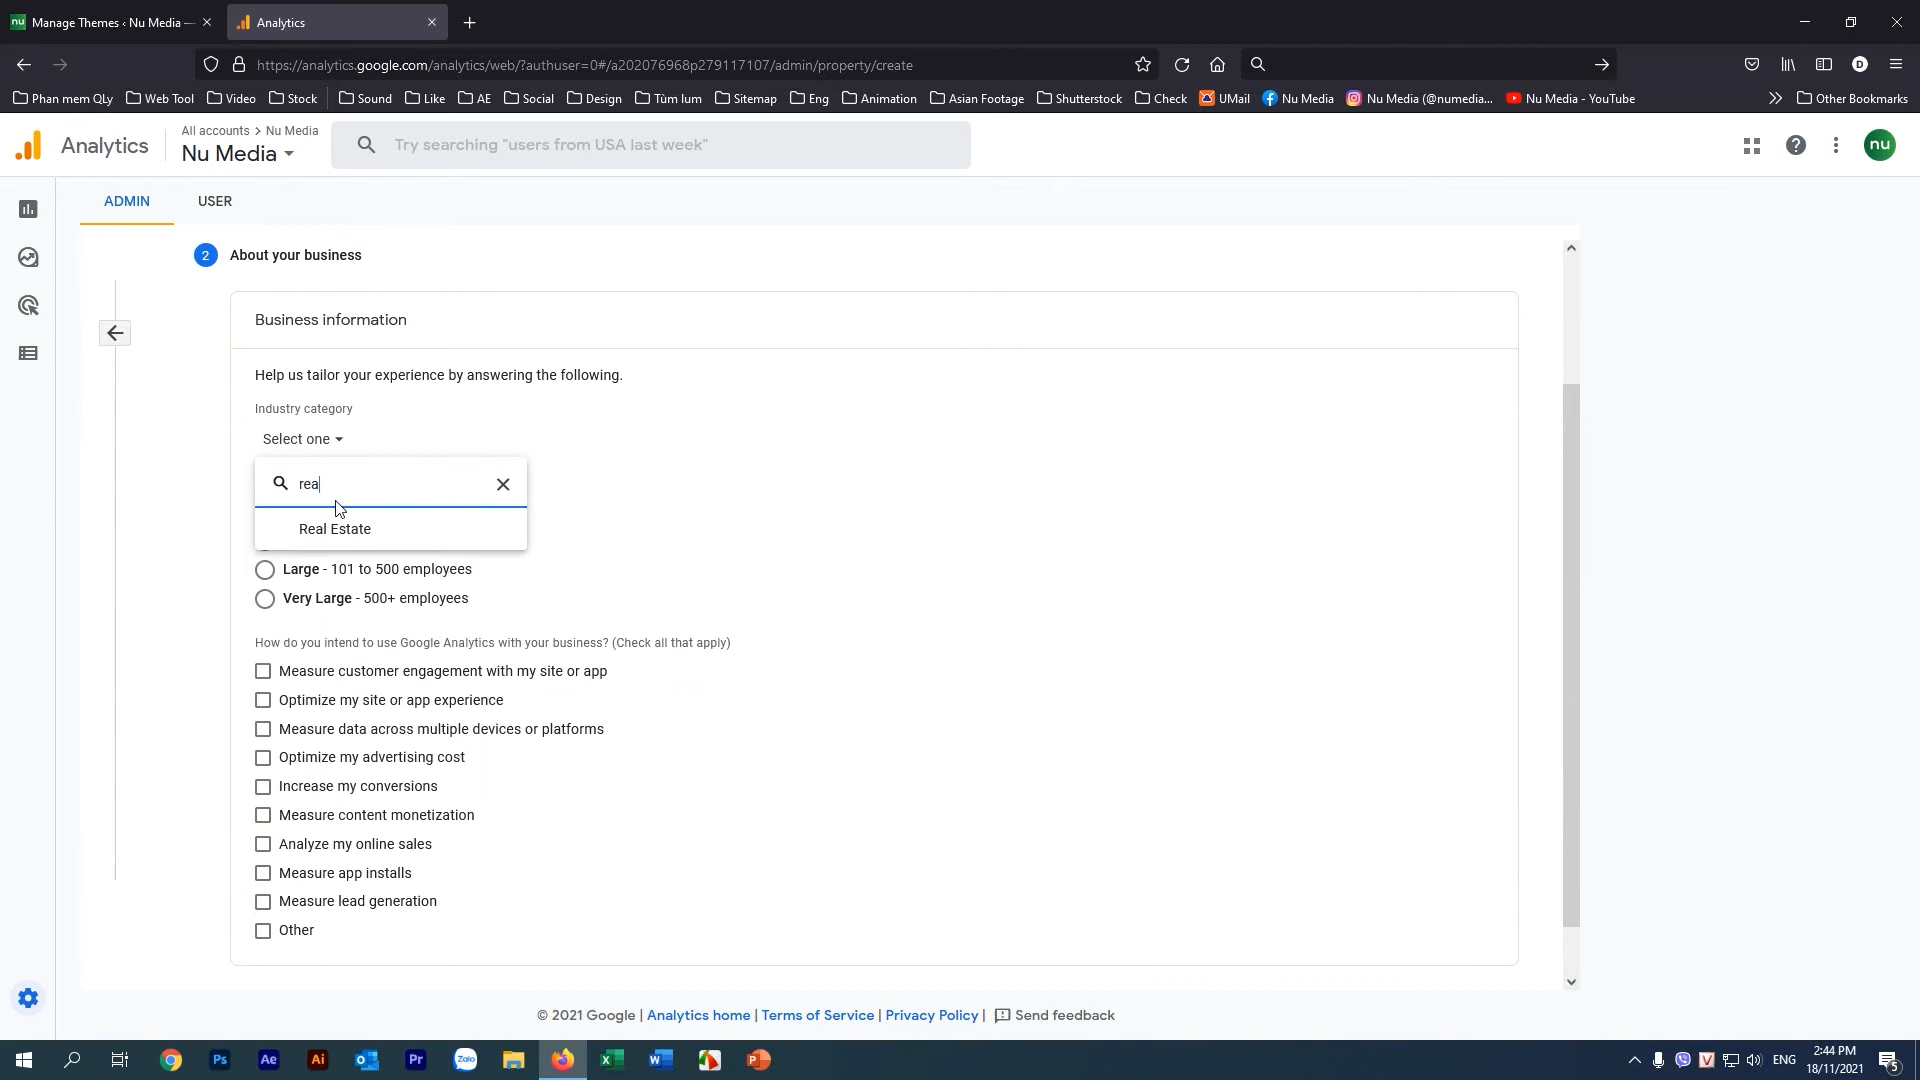 nu Manage Themes ‹ Nu Media —
Analytics
https://analytics.google.com/analytics/web/?authuser=0#/a202076968p279117107/admin/property/create
D
Phan mem QLy Web Tool Video Stock Sound Like AE Social Design Tùm lum Sitemap Eng Animation Asian Footage Shutterstock Check UMail Nu Media Nu Media (@numedia... Nu Media - YouTube Other Bookmarks
Analytics
All accounts > Nu Media
Nu Media
Try searching "users from USA last week"
nu
ADMIN USER
2 About your business
Business information
Help us tailor your experience by answering the following.
Industry category
Select one
rea
Real Estate
Large - 101 to 500 employees
Very Large - 500+ employees
How do you intend to use Google Analytics with your business? (Check all that apply)
Measure customer engagement with my site or app
Optimize my site or app experience
Measure data across multiple devices or platforms
Optimize my advertising cost
Increase my conversions
Measure content monetization
Analyze my online sales
Measure app installs
Measure lead generation
Other
© 2021 Google | Analytics home | Terms of Service | Privacy Policy | Send feedback
Ps Ae Ai Pr Zalo
ENG
2:44 PM
18/11/2021
5